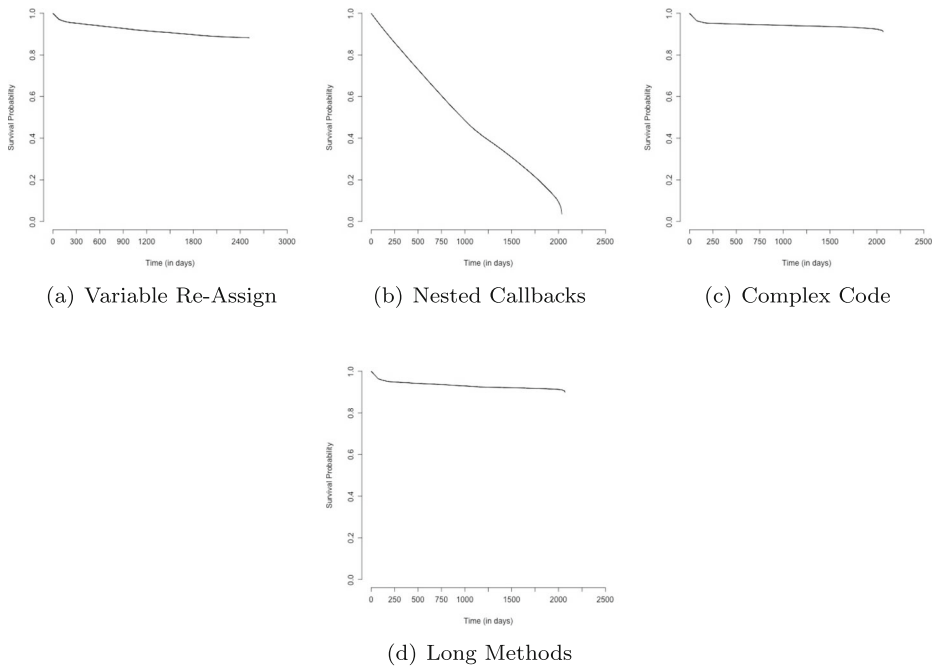 Survival Probability
1.0
0.8
0.6
0.4
0.2
0.0
0 300 600 900 1200 1500 1800 2400 3000
Time (in days)
(a) Variable Re-Assign
Survival Probability
1.0
0.8
0.6
0.4
0.2
0.0
0 250 500 750 1000 1500 2000 2500
Time (in days)
(b) Nested Callbacks
Survival Probability
1.0
0.8
0.6
0.4
0.2
0.0
0 250 500 750 1000 1500 2000 2500
Time (in days)
(c) Complex Code
Survival Probability
1.0
0.8
0.6
0.4
0.2
0.0
0 250 500 750 1000 1500 2000 2500
Time (in days)
(d) Long Methods